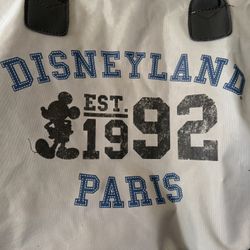 DISNEYLAND
EST.
1992
PARIS